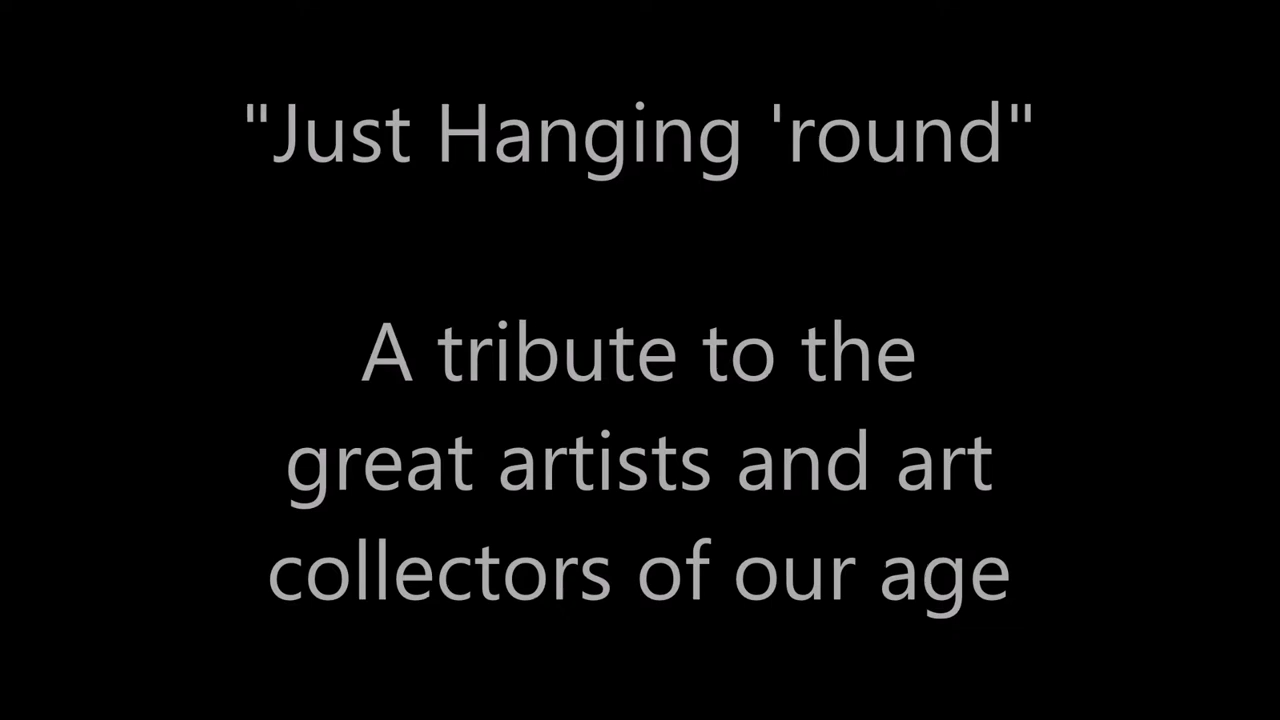 "Just Hanging 'round"
A tribute to the
great artists and art
collectors of our age